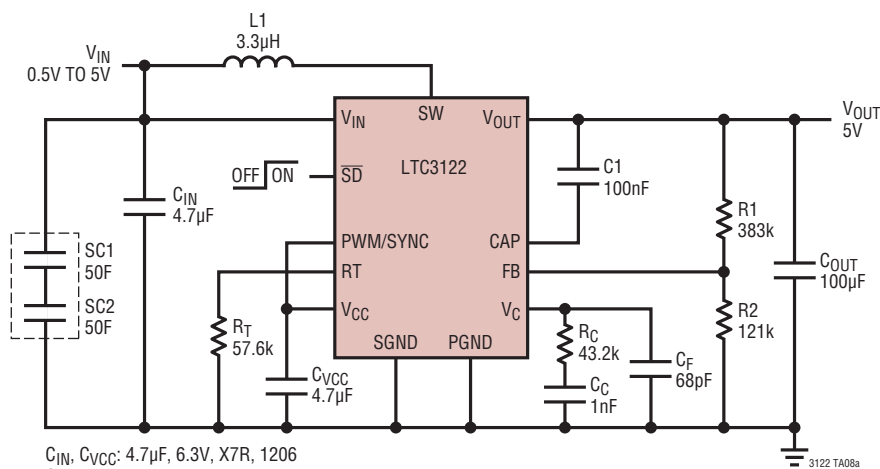 L1
3.3µH
VIN
0.5V TO 5V
SW
VIN
VOUT
VOUT
5V
LTC3122
OFF ON
SD
C1
100nF
CIN
4.7µF
R1
383k
PWM/SYNC
CAP
SC1
50F
RT
FB
COUT
100µF
SC2
50F
VCC
VC
R2
121k
RT
57.6k
RC
43.2k
SGND
PGND
CF
68pF
CVCC
4.7µF
CC
1nF
CIN, CVCC: 4.7µF, 6.3V, X7R, 1206
3122 TA08a